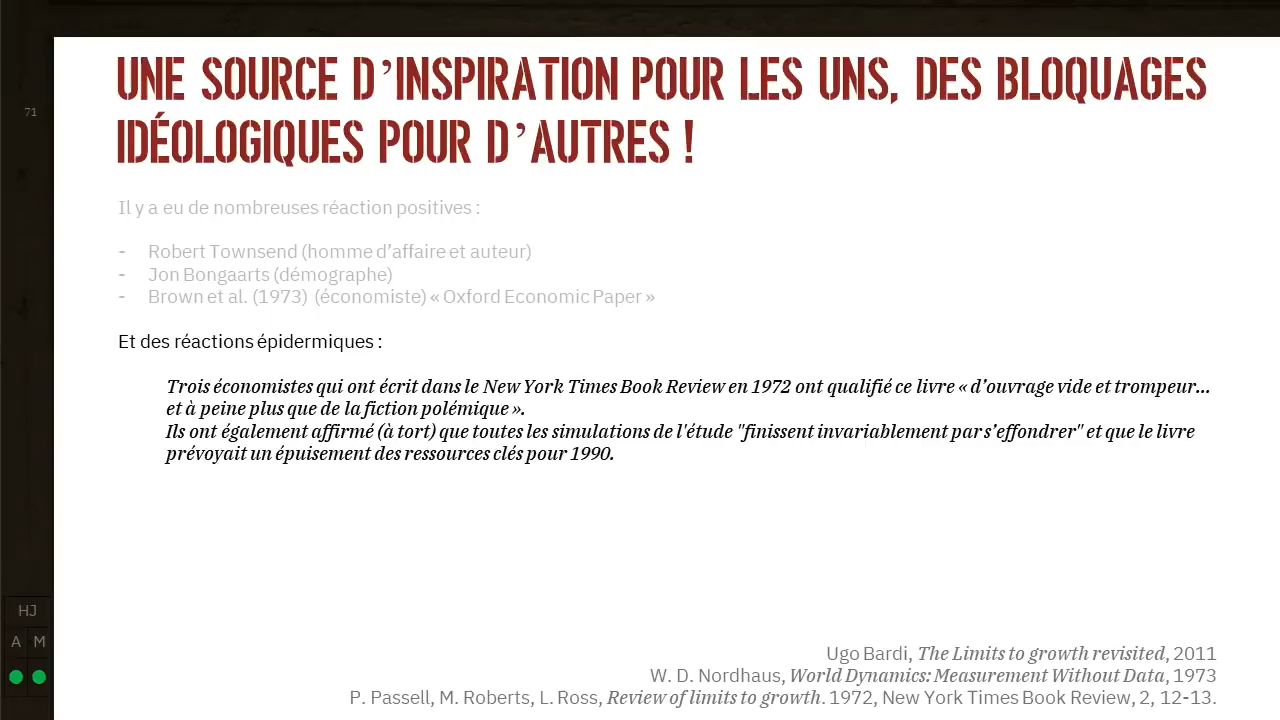 UNE SOURCE D’INSPIRATION POUR LES UNS, DES BLOQUAGES
IDÉOLOGIQUES POUR D’AUTRES !
71
Il y a eu de nombreuses réaction positives :
- Robert Townsend (homme d’affaire et auteur)
- Jon Bongaarts (démographe)
- Brown et al. (1973) (économiste) « Oxford Economic Paper »
Et des réactions épidermiques :
Trois économistes qui ont écrit dans le New York Times Book Review en 1972 ont qualifié ce livre « d’ouvrage vide et trompeur...
et à peine plus que de la fiction polémique ».
Ils ont également affirmé (à tort) que toutes les simulations de l'étude "finissent invariablement par s’effondrer" et que le livre
prévoyait un épuisement des ressources clés pour 1990.
HJ
A M
Ugo Bardi, The Limits to growth revisited, 2011
W. D. Nordhaus, World Dynamics: Measurement Without Data, 1973
P. Passell, M. Roberts, L. Ross, Review of limits to growth. 1972, New York Times Book Review, 2, 12-13.